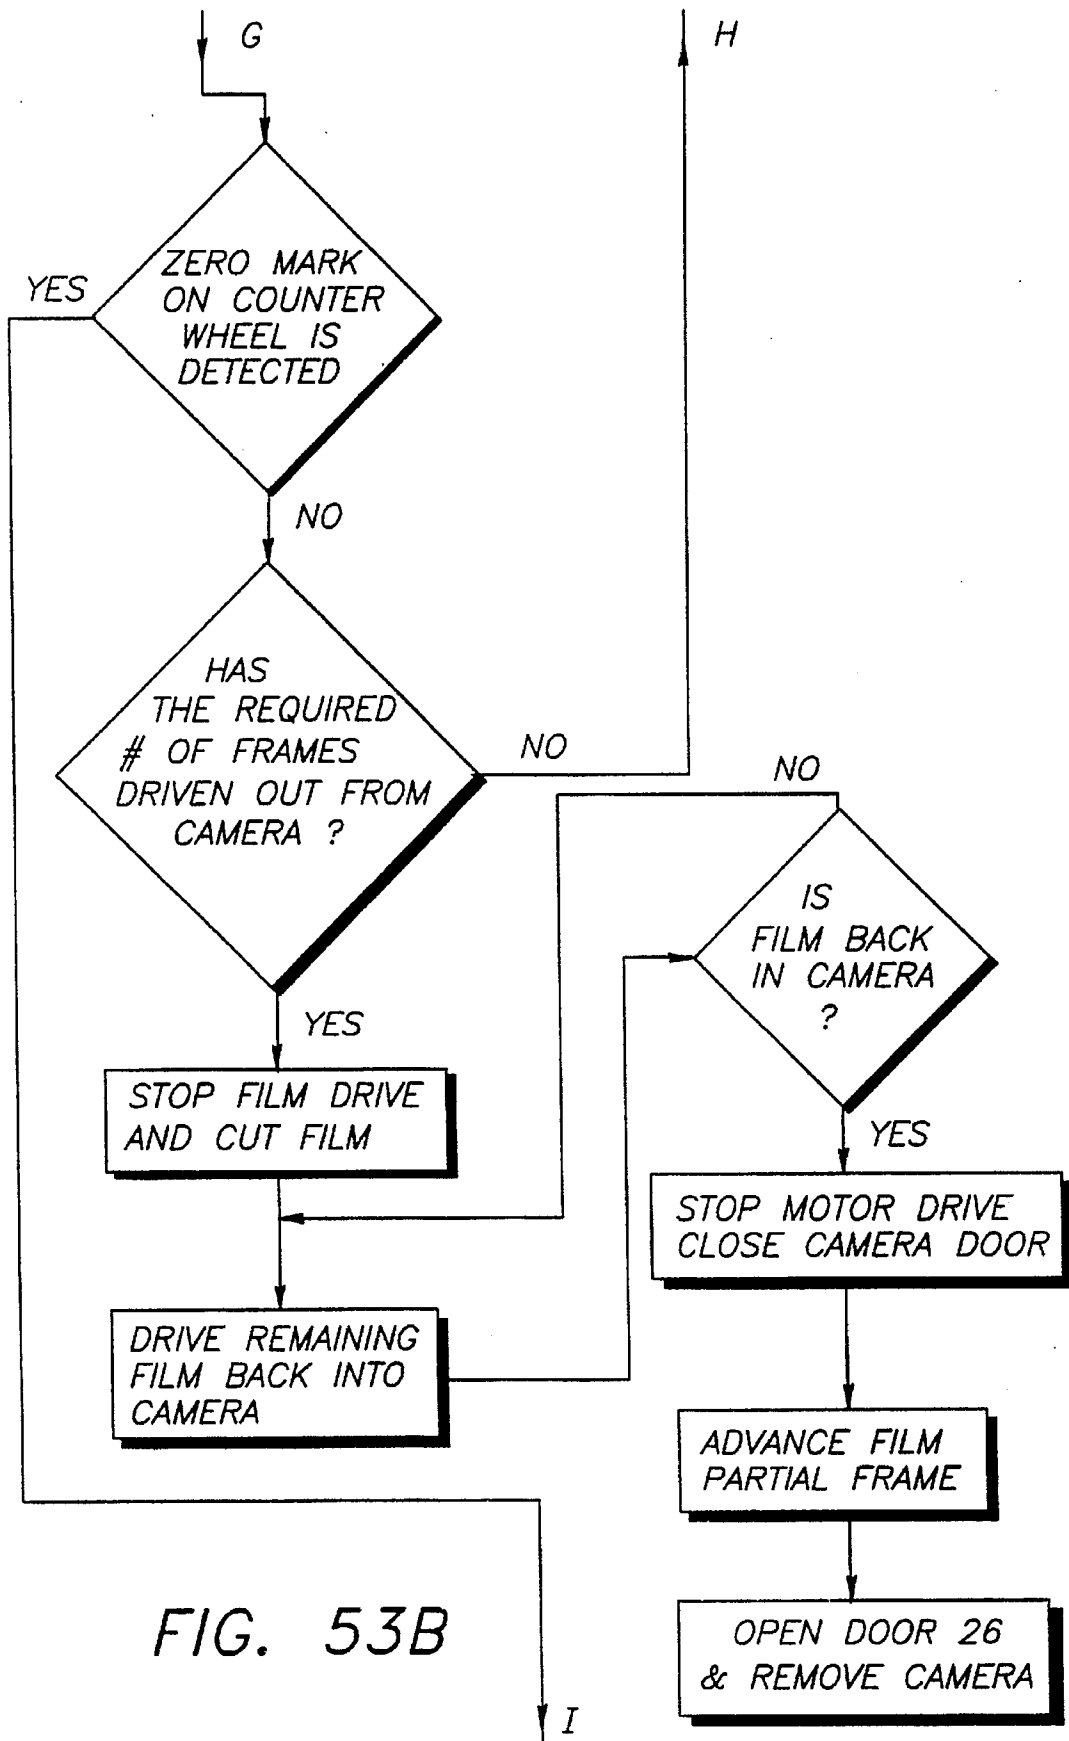 G
H
ZERO MARK
ON COUNTER
WHEEL IS
DETECTED
YES
NO
HAS
THE REQUIRED
# OF FRAMES
DRIVEN OUT FROM
CAMERA ?
NO
YES
STOP FILM DRIVE
AND CUT FILM
DRIVE REMAINING
FILM BACK INTO
CAMERA
NO
IS
FILM BACK
IN CAMERA
?
YES
STOP MOTOR DRIVE
CLOSE CAMERA DOOR
ADVANCE FILM
PARTIAL FRAME
OPEN DOOR 26
& REMOVE CAMERA
FIG. 53B
I